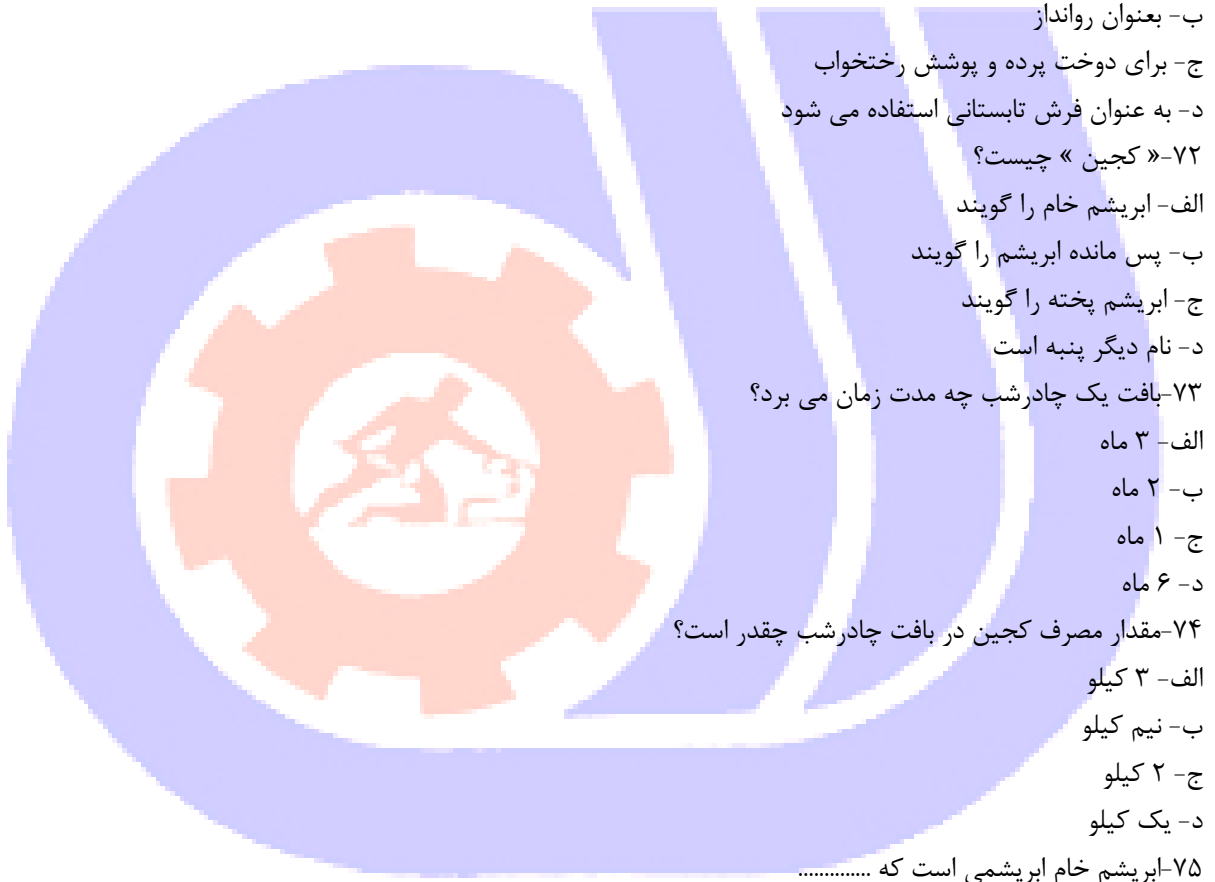 ب- بعنوان روانداز
ج- برای دوخت پرده و پوشش رختخواب
د- به عنوان فرش تابستانی استفاده می شود
۷۲-« کجین » چیست؟
الف- ابریشم خام را گویند
ب- پس مانده ابریشم را گویند
ج- ابریشم پخته را گویند
د- نام دیگر پنبه است
۷۳-بافت یک چادرشب چه مدت زمان می برد؟
الف- ۳ ماه
ب- ۲ ماه
ج- ۱ ماه
د- ۶ ماه
۷۴-مقدار مصرف کجین در بافت چادرشب چقدر است؟
الف- ۳ کیلو
ب- نیم کیلو
ج- ۲ کیلو
د- یک کیلو
۷۵-ابریشم خام ابریشمی است که ..............